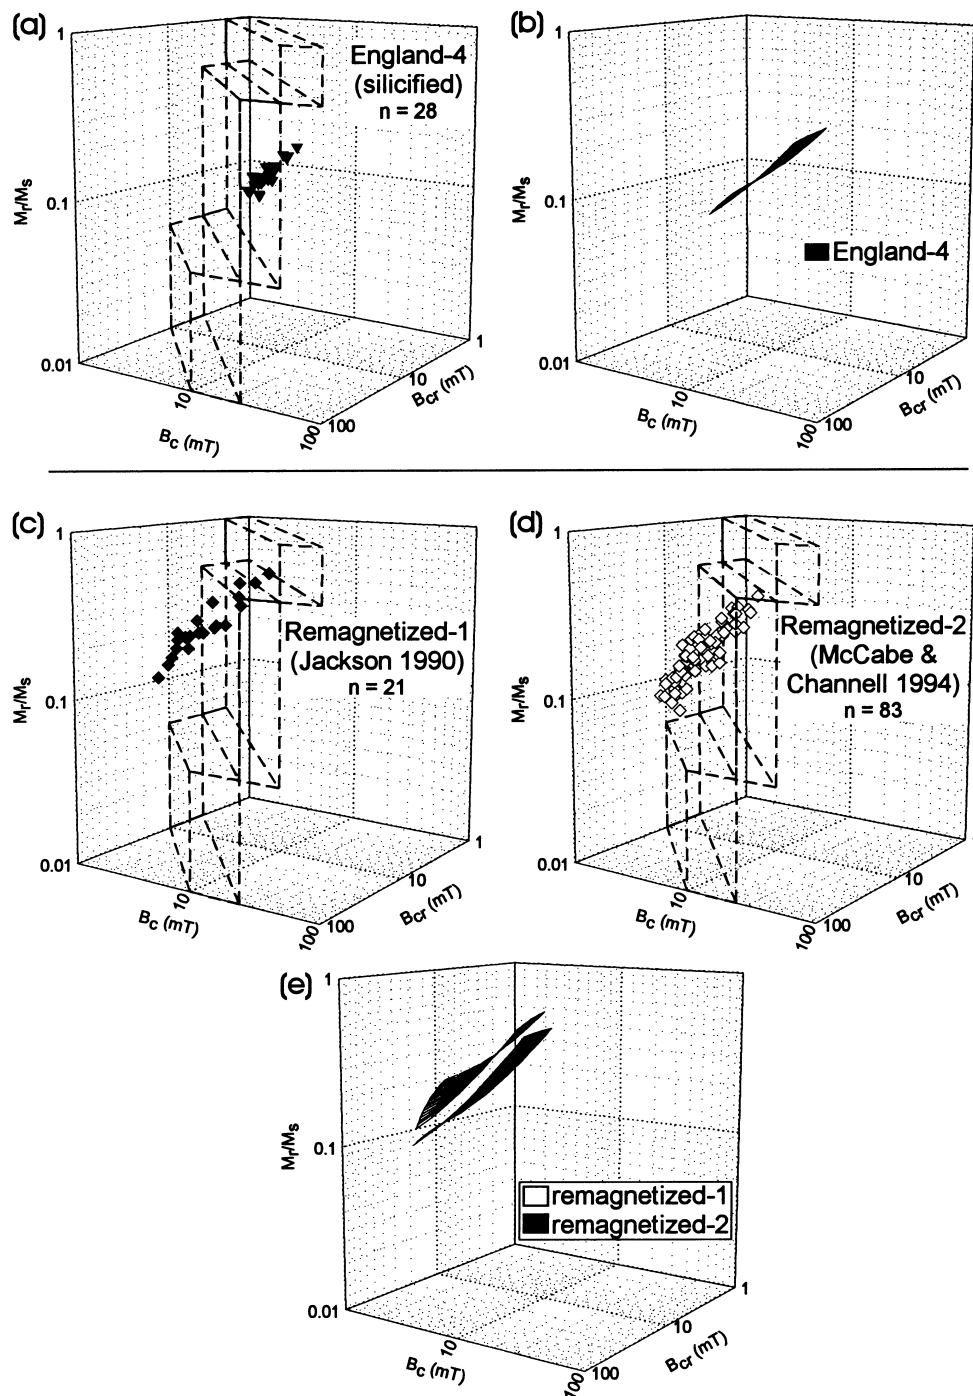 (a)
1
England-4
(silicified)
n = 28
Mr/Ms
0.1
0.01
10
Bc (mT)
100
100
10
Bcr (mT)
1
(b)
1
Mr/Ms
0.1
England-4
0.01
10
Bc (mT)
100
100
10
Bcr (mT)
1
(c)
1
Remagnetized-1
(Jackson 1990)
n = 21
Mr/Ms
0.1
0.01
10
Bc (mT)
100
100
10
Bcr (mT)
1
(d)
1
Remagnetized-2
(McCabe &
Channell 1994)
n = 83
Mr/Ms
0.1
0.01
10
Bc (mT)
100
100
10
Bcr (mT)
(e)
1
Mr/Ms
0.1
remagnetized-1
remagnetized-2
0.01
10
Bc (mT)
100
100
10
Bcr (mT)
1